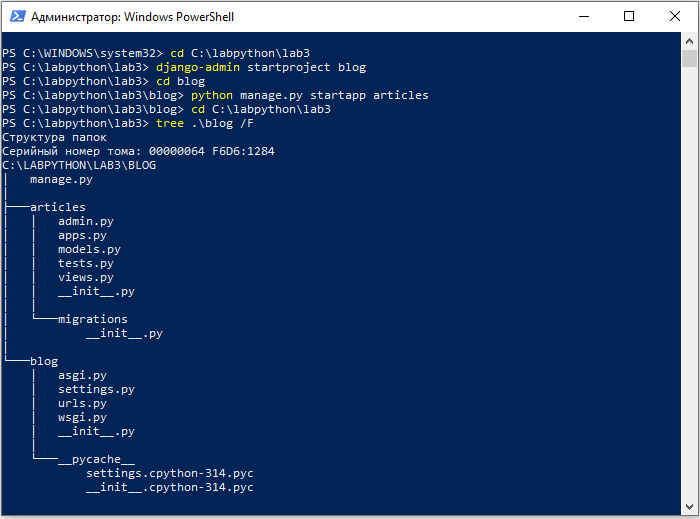 Администратор: Windows PowerShell
PS C:\WINDOWS\system32> cd C:\labpython\lab3
PS C:\labpython\lab3> django-admin startproject blog
PS C:\labpython\lab3> cd blog
PS C:\labpython\lab3\blog> python manage.py startapp articles
PS C:\labpython\lab3\blog> cd C:\labpython\lab3
PS C:\labpython\lab3> tree .\blog /F
Структура папок
Серийный номер тома: 00000064 F6D6:1284
C:\LABPYTHON\LAB3\BLOG
│   manage.py
│
├───articles
│   │   admin.py
│   │   apps.py
│   │   models.py
│   │   tests.py
│   │   views.py
│   │   __init__.py
│   │
│   └───migrations
│           __init__.py
│
└───blog
    │   asgi.py
    │   settings.py
    │   urls.py
    │   wsgi.py
    │   __init__.py
    │
    └───__pycache__
            settings.cpython-314.pyc
            __init__.cpython-314.pyc